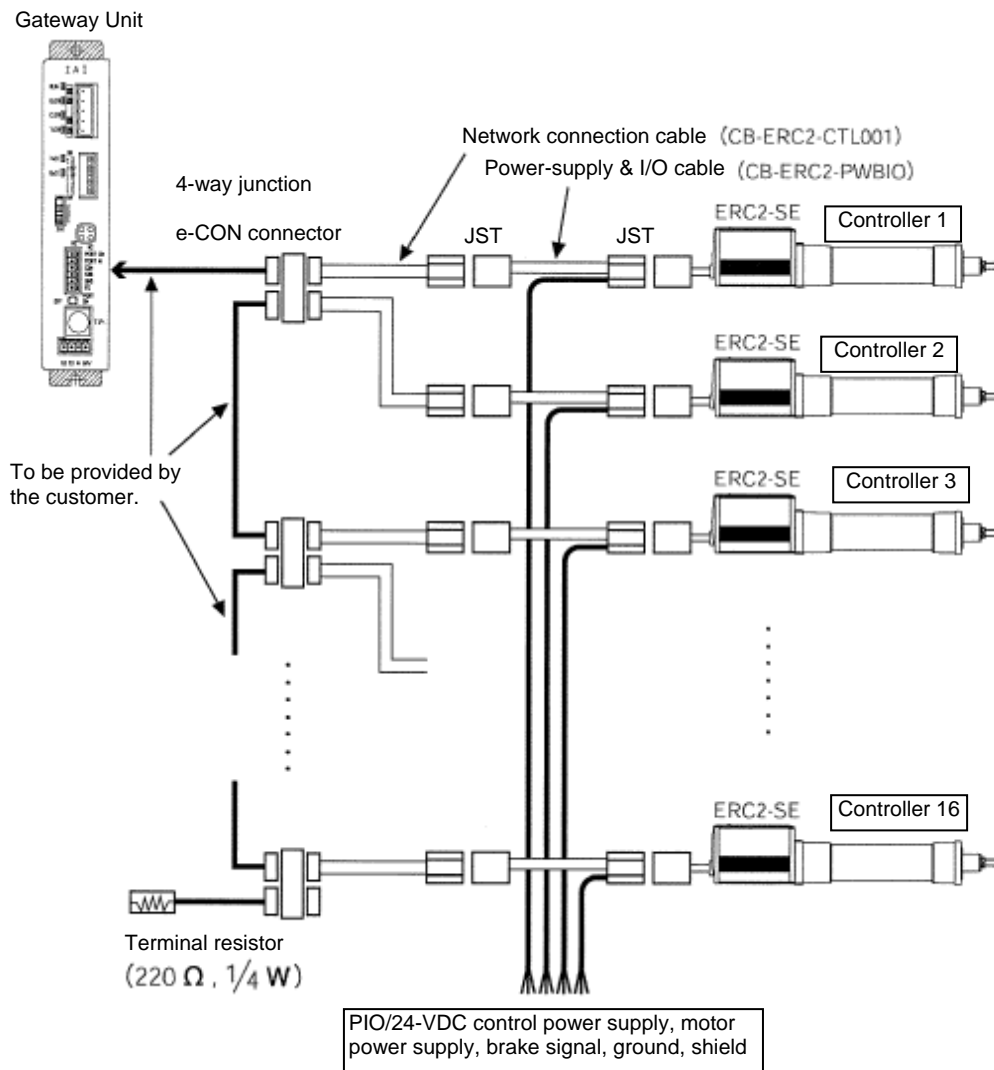 Gateway Unit
I A I
Network connection cable (CB-ERC2-CTL001)
Power-supply & I/O cable (CB-ERC2-PWBIO)
4-way junction
e-CON connector
JST
JST
ERC2-SE
Controller 1
ERC2-SE
Controller 2
To be provided by
the customer.
ERC2-SE
Controller 3
ERC2-SE
Controller 16
Terminal resistor
(220 Ω , 1/4 W)
PIO/24-VDC control power supply, motor
power supply, brake signal, ground, shield